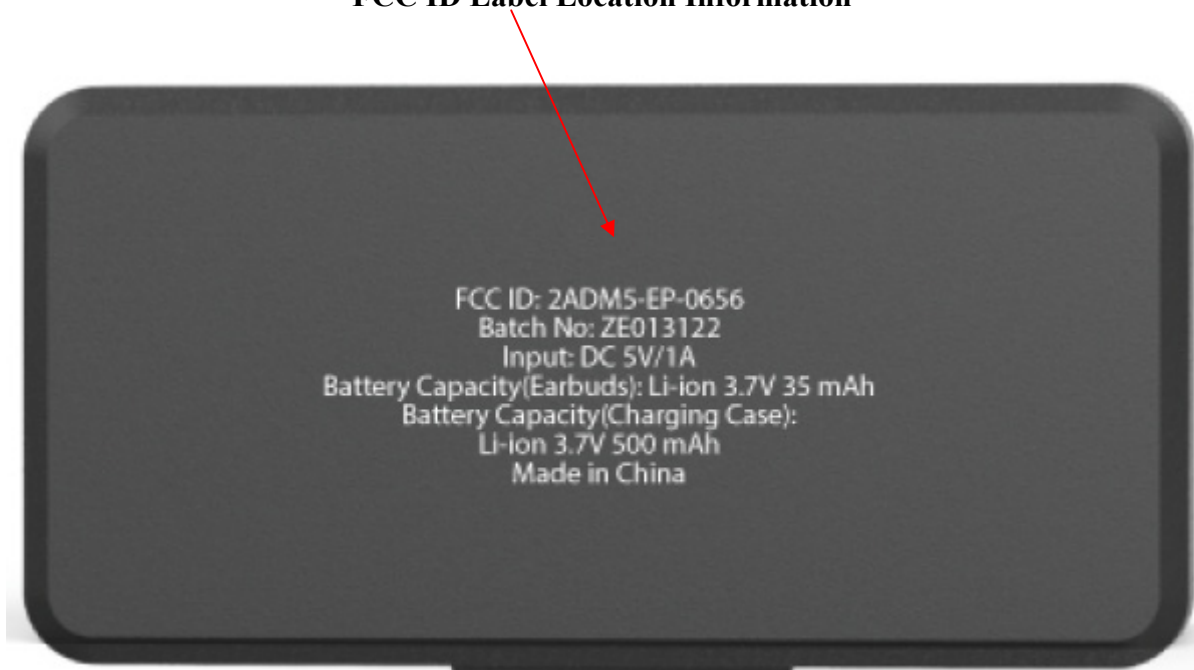 FCC ID Label Location Information
FCC ID: 2ADM5-EP-0656
Batch No: ZE013122
Input: DC 5V/1A
Battery Capacity(Earbuds): Li-ion 3.7V 35 mAh
Battery Capacity(Charging Case):
Li-ion 3.7V 500 mAh
Made in China